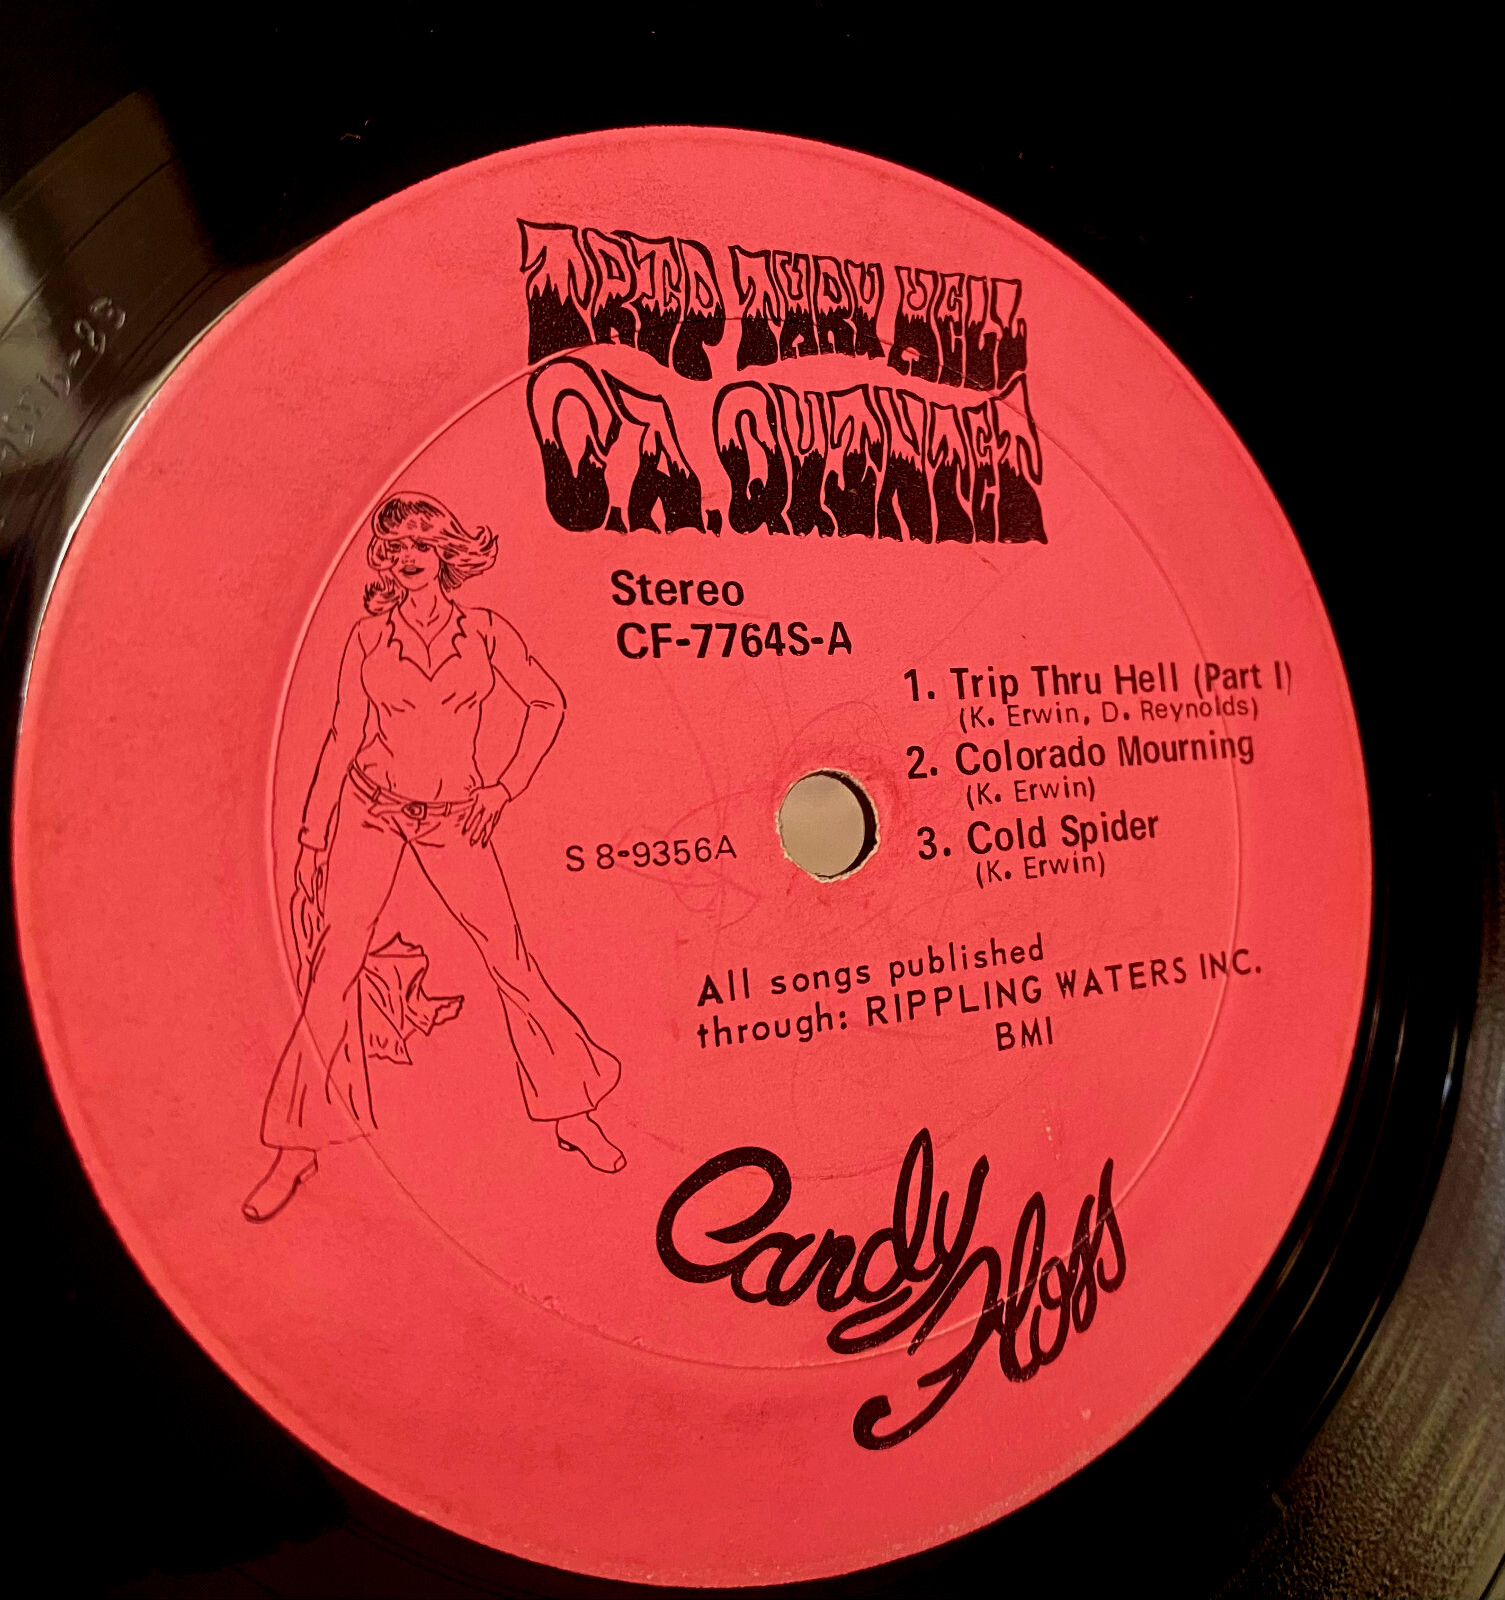 TRIP THRU HELL
C.A. QUINTET
Stereo
CF-7764S-A
1. Trip Thru Hell (Part I)
(K. Erwin, D. Reynolds)
2. Colorado Mourning
(K. Erwin)
3. Cold Spider
(K. Erwin)
S 8-9356A
All songs published
through: RIPPLING WATERS INC.
BMI
Candy
Floss